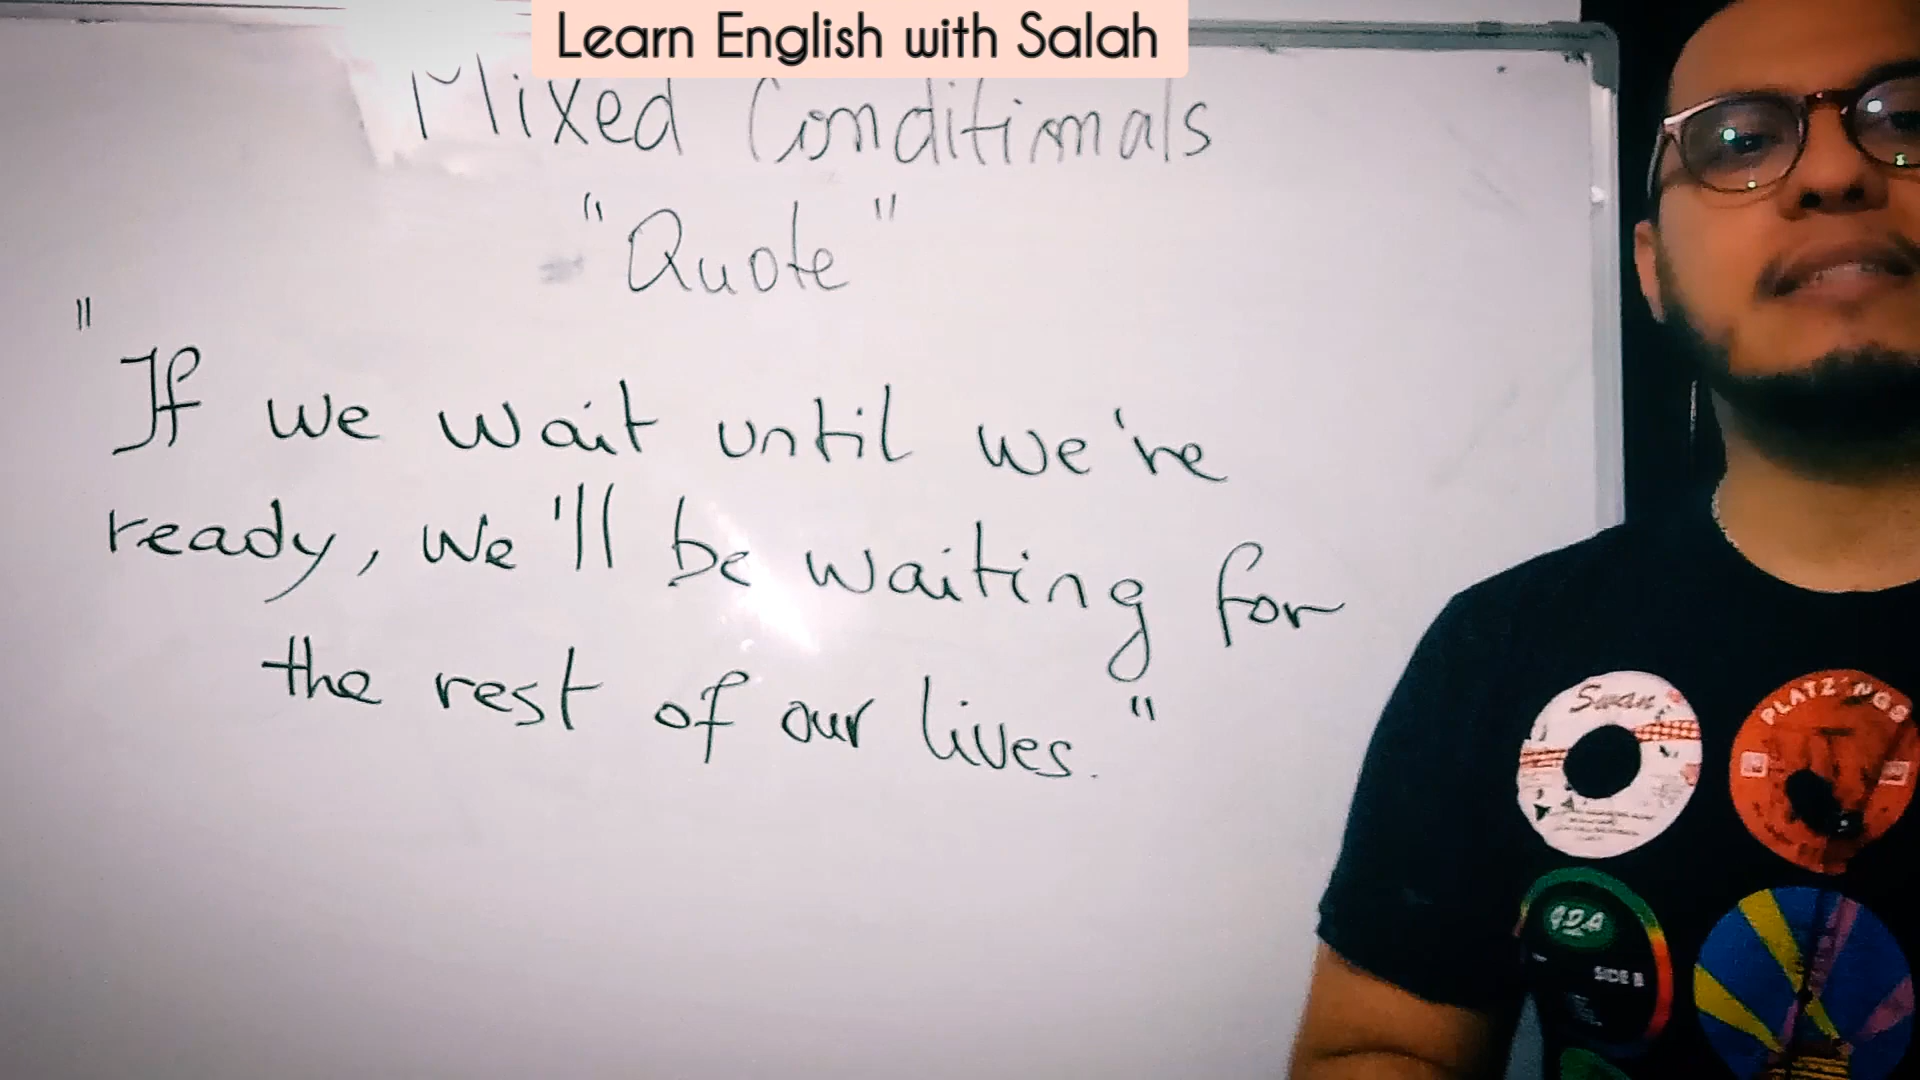 Learn English with Salah
Mixed Conditionals
"Quote"
"If we wait until we're
ready, we'll be waiting for
the rest of our lives."
Swan
PLATZ NGS
SIDE B